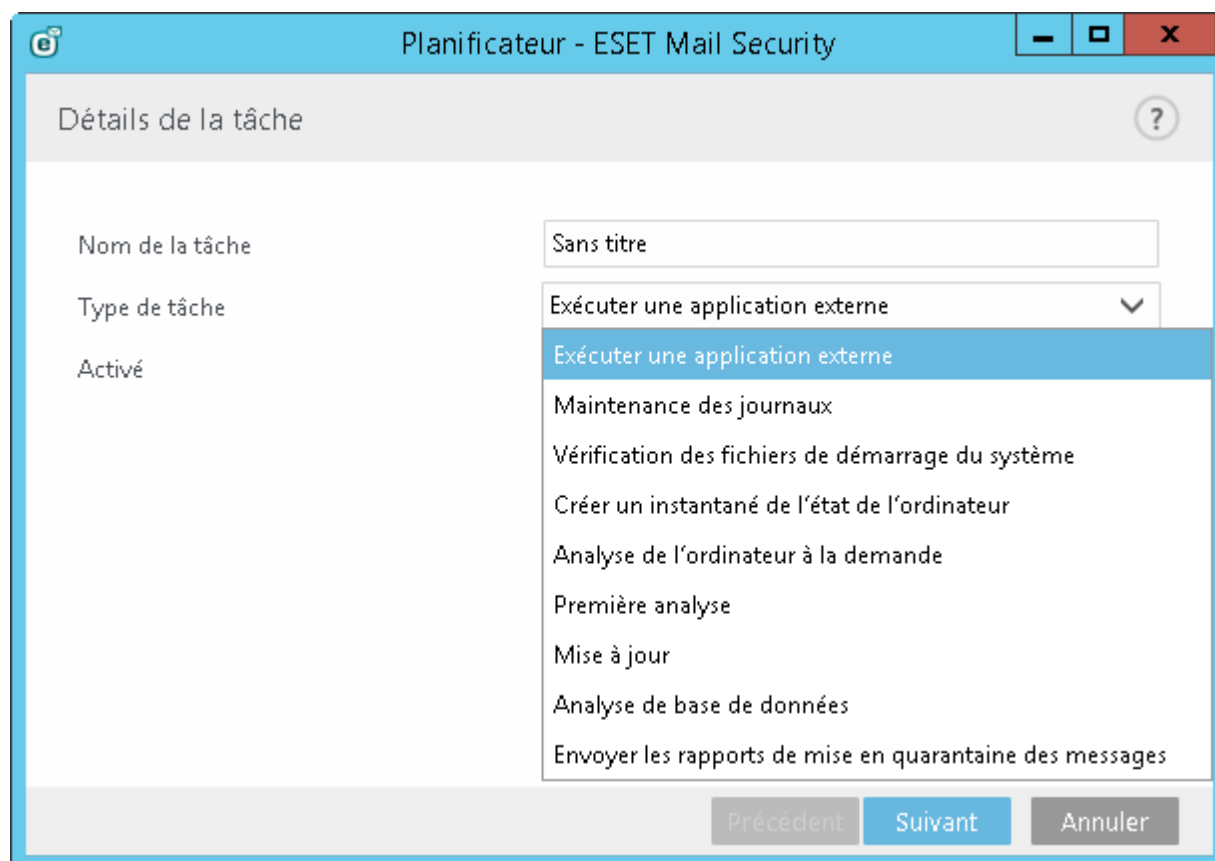 Planificateur - ESET Mail Security
Détails de la tâche
?
Nom de la tâche
Sans titre
Type de tâche
Exécuter une application externe
Activé
Exécuter une application externe
Maintenance des journaux
Vérification des fichiers de démarrage du système
Créer un instantané de l'état de l'ordinateur
Analyse de l'ordinateur à la demande
Première analyse
Mise à jour
Analyse de base de données
Envoyer les rapports de mise en quarantaine des messages
Précédent
Suivant
Annuler